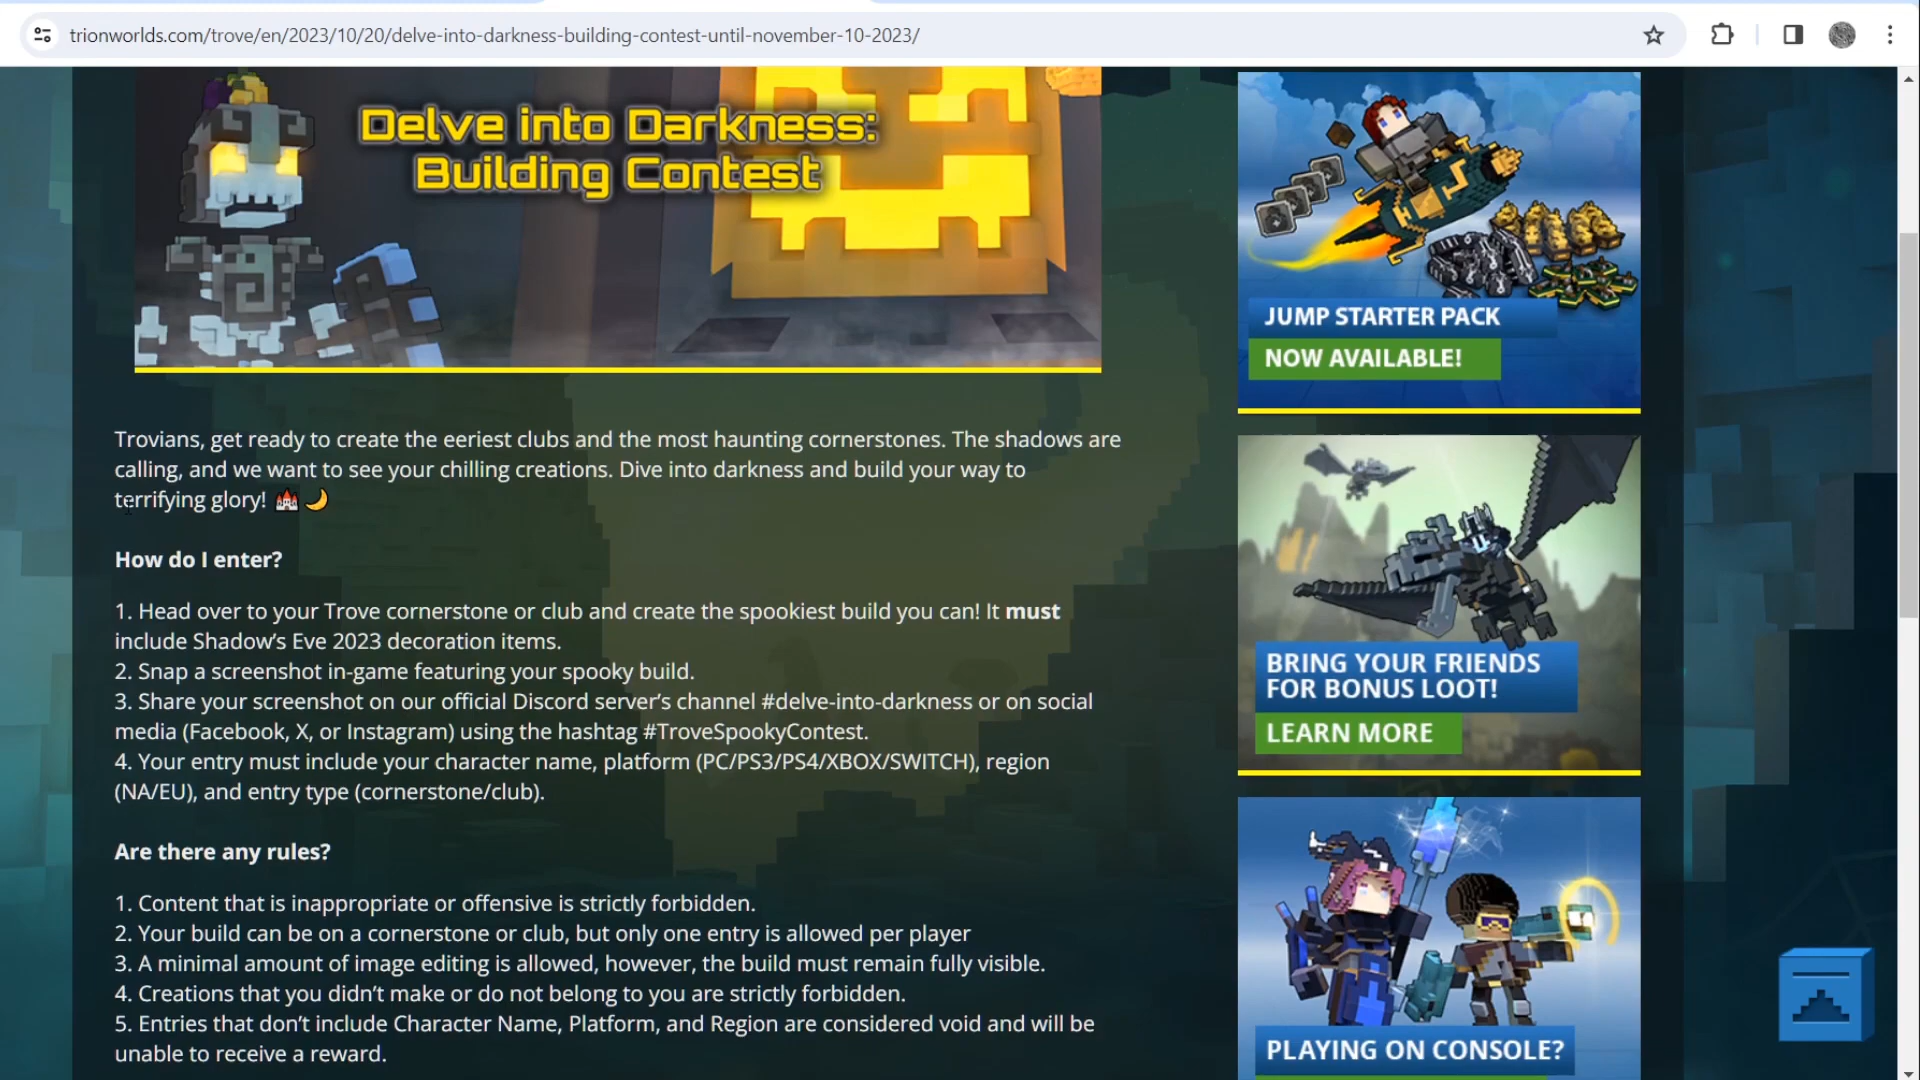 trionworlds.com/trove/en/2023/10/20/delve-into-darkness-building-contest-until-november-10-2023/
Delve into Darkness:
Building Contest
Trovians, get ready to create the eeriest clubs and the most haunting cornerstones. The shadows are
calling, and we want to see your chilling creations. Dive into darkness and build your way to
terrifying glory! 🏰🌙
How do I enter?
1. Head over to your Trove cornerstone or club and create the spookiest build you can! It must
include Shadow’s Eve 2023 decoration items.
2. Snap a screenshot in-game featuring your spooky build.
3. Share your screenshot on our official Discord server’s channel #delve-into-darkness or on social
media (Facebook, X, or Instagram) using the hashtag #TroveSpookyContest.
4. Your entry must include your character name, platform (PC/PS3/PS4/XBOX/SWITCH), region
(NA/EU), and entry type (cornerstone/club).
Are there any rules?
1. Content that is inappropriate or offensive is strictly forbidden.
2. Your build can be on a cornerstone or club, but only one entry is allowed per player
3. A minimal amount of image editing is allowed, however, the build must remain fully visible.
4. Creations that you didn’t make or do not belong to you are strictly forbidden.
5. Entries that don’t include Character Name, Platform, and Region are considered void and will be
unable to receive a reward.
JUMP STARTER PACK
NOW AVAILABLE!
BRING YOUR FRIENDS
FOR BONUS LOOT!
LEARN MORE
PLAYING ON CONSOLE?